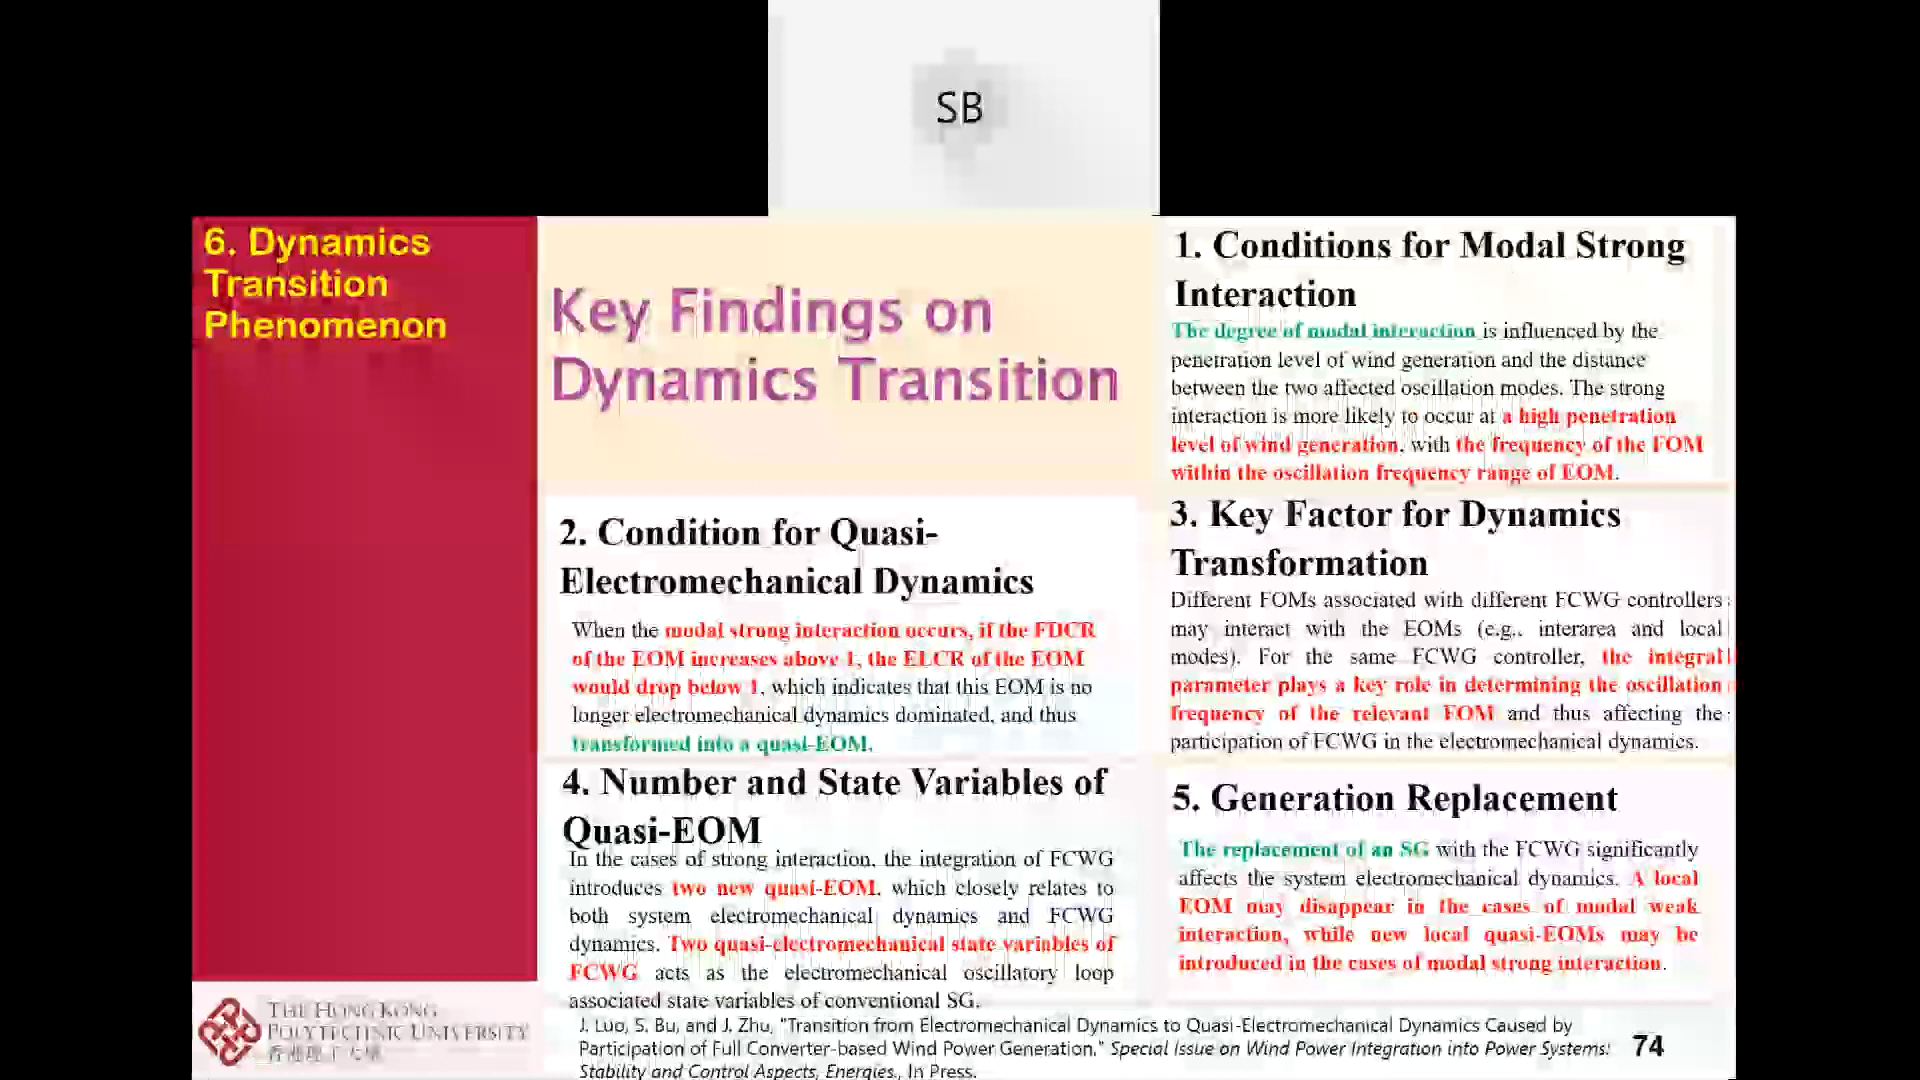 SB
6. Dynamics
Transition
Phenomenon
Key Findings on
Dynamics Transition
1. Conditions for Modal Strong
Interaction
The degree of modal interaction is influenced by the
penetration level of wind generation and the distance
between the two affected oscillation modes. The strong
interaction is more likely to occur at a high penetration
level of wind generation, with the frequency of the FOM
within the oscillation frequency range of EOM.
2. Condition for Quasi-
Electromechanical Dynamics
When the modal strong interaction occurs, if the FDCR
of the EOM increases above 1, the ELCR of the EOM
would drop below 1, which indicates that this EOM is no
longer electromechanical dynamics dominated, and thus
transformed into a quasi-EOM.
3. Key Factor for Dynamics
Transformation
Different FOMs associated with different FCWG controllers
may interact with the EOMs (e.g., interarea and local
modes). For the same FCWG controller, the integral
parameter plays a key role in determining the oscillation
frequency of the relevant FOM and thus affecting the
participation of FCWG in the electromechanical dynamics.
4. Number and State Variables of
Quasi-EOM
In the cases of strong interaction, the integration of FCWG
introduces two new quasi-EOM, which closely relates to
both system electromechanical dynamics and FCWG
dynamics. Two quasi-electromechanical state variables of
FCWG acts as the electromechanical oscillatory loop
associated state variables of conventional SG.
5. Generation Replacement
The replacement of an SG with the FCWG significantly
affects the system electromechanical dynamics. A local
EOM may disappear in the cases of modal weak
interaction, while new local quasi-EOMs may be
introduced in the cases of modal strong interaction.
THE HONG KONG
POLYTECHNIC UNIVERSITY
香港理工大學
J. Luo, S. Bu, and J. Zhu, "Transition from Electromechanical Dynamics to Quasi-Electromechanical Dynamics Caused by
Participation of Full Converter-based Wind Power Generation," Special Issue on Wind Power Integration into Power Systems:
Stability and Control Aspects, Energies., In Press.
74